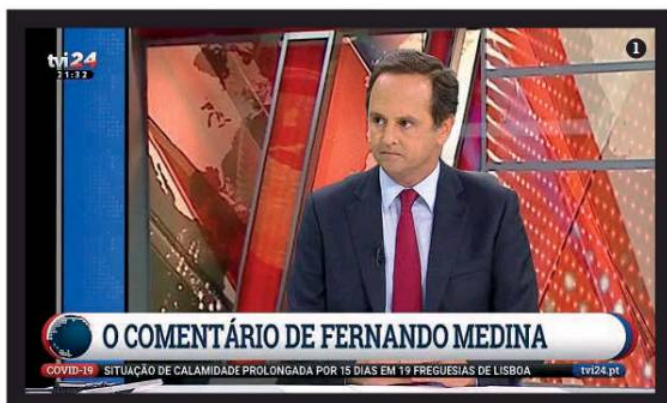 tvi24
21:32
1
O COMENTÁRIO DE FERNANDO MEDINA
COVID-19 SITUAÇÃO DE CALAMIDADE PROLONGADA POR 15 DIAS EM 19 FREGUESIAS DE LISBOA tvi24.pt